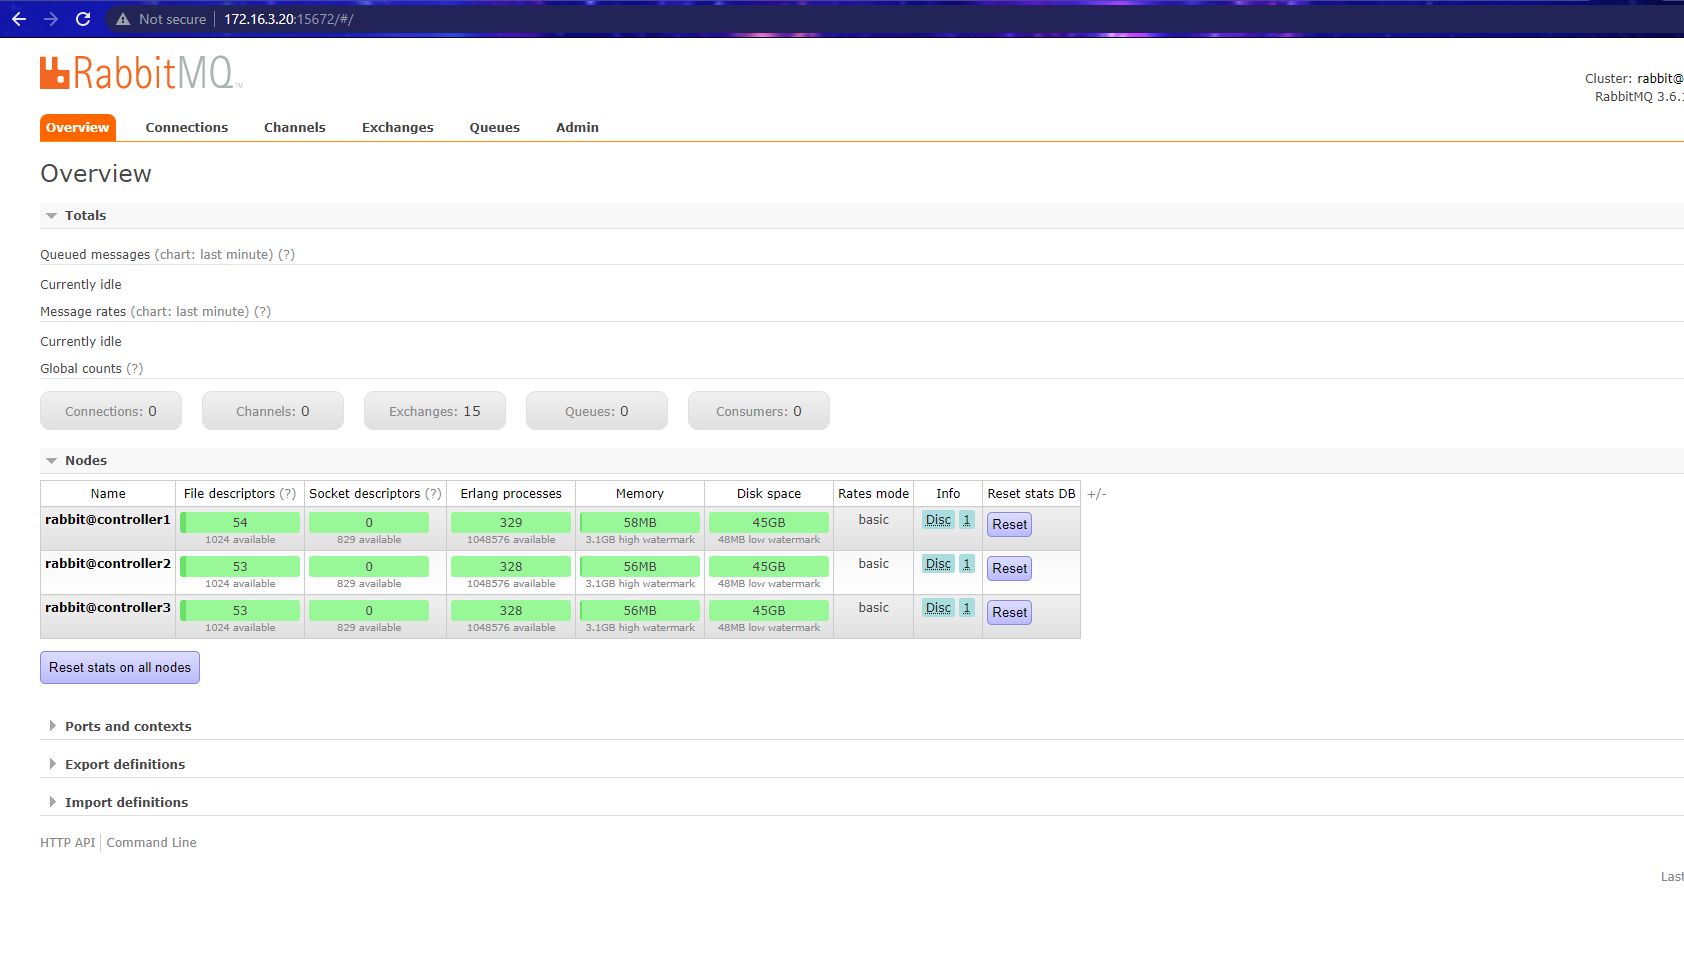 Not secure | 172.16.3.20:15672/#/
RabbitMQ TM
Cluster: rabbit@
RabbitMQ 3.6.
Overview Connections Channels Exchanges Queues Admin
Overview
Totals
Queued messages (chart: last minute) (?)
Currently idle
Message rates (chart: last minute) (?)
Currently idle
Global counts (?)
Connections: 0 Channels: 0 Exchanges: 15 Queues: 0 Consumers: 0
Nodes
Name File descriptors (?) Socket descriptors (?) Erlang processes Memory Disk space Rates mode Info Reset stats DB +/-
rabbit@controller1 54 0 329 58MB 45GB basic Disc 1 Reset
1024 available 829 available 1048576 available 3.1GB high watermark 48MB low watermark
rabbit@controller2 53 0 328 56MB 45GB basic Disc 1 Reset
1024 available 829 available 1048576 available 3.1GB high watermark 48MB low watermark
rabbit@controller3 53 0 328 56MB 45GB basic Disc 1 Reset
1024 available 829 available 1048576 available 3.1GB high watermark 48MB low watermark
Reset stats on all nodes
Ports and contexts
Export definitions
Import definitions
HTTP API Command Line
Last